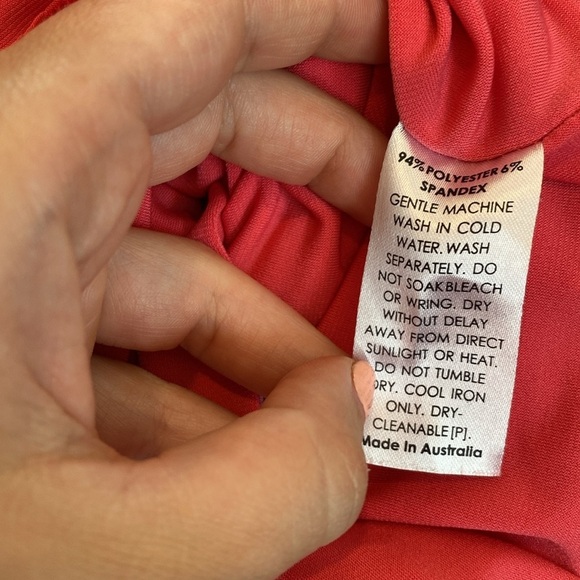 94% POLYESTER 6%
SPANDEX
GENTLE MACHINE
WASH IN COLD
WATER. WASH
SEPARATELY. DO
NOT SOAKBLEACH
OR WRING. DRY
WITHOUT DELAY
AWAY FROM DIRECT
SUNLIGHT OR HEAT.
DO NOT TUMBLE
DRY. COOL IRON
ONLY. DRY-
CLEANABLE[P].
Made In Australia